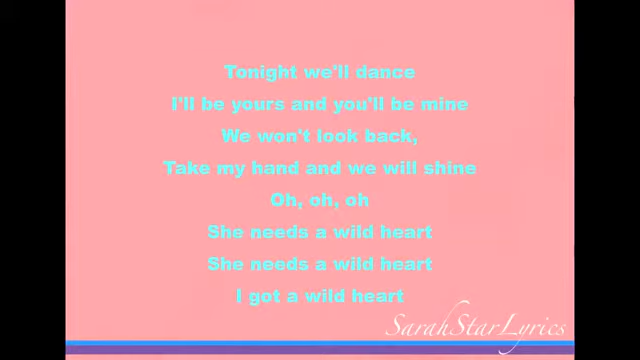 Tonight we'll dance
I'll be yours and you'll be mine
We won't look back,
Take my hand and we will shine
Oh, oh, oh
She needs a wild heart
She needs a wild heart
I got a wild heart
SarahStarLyrics